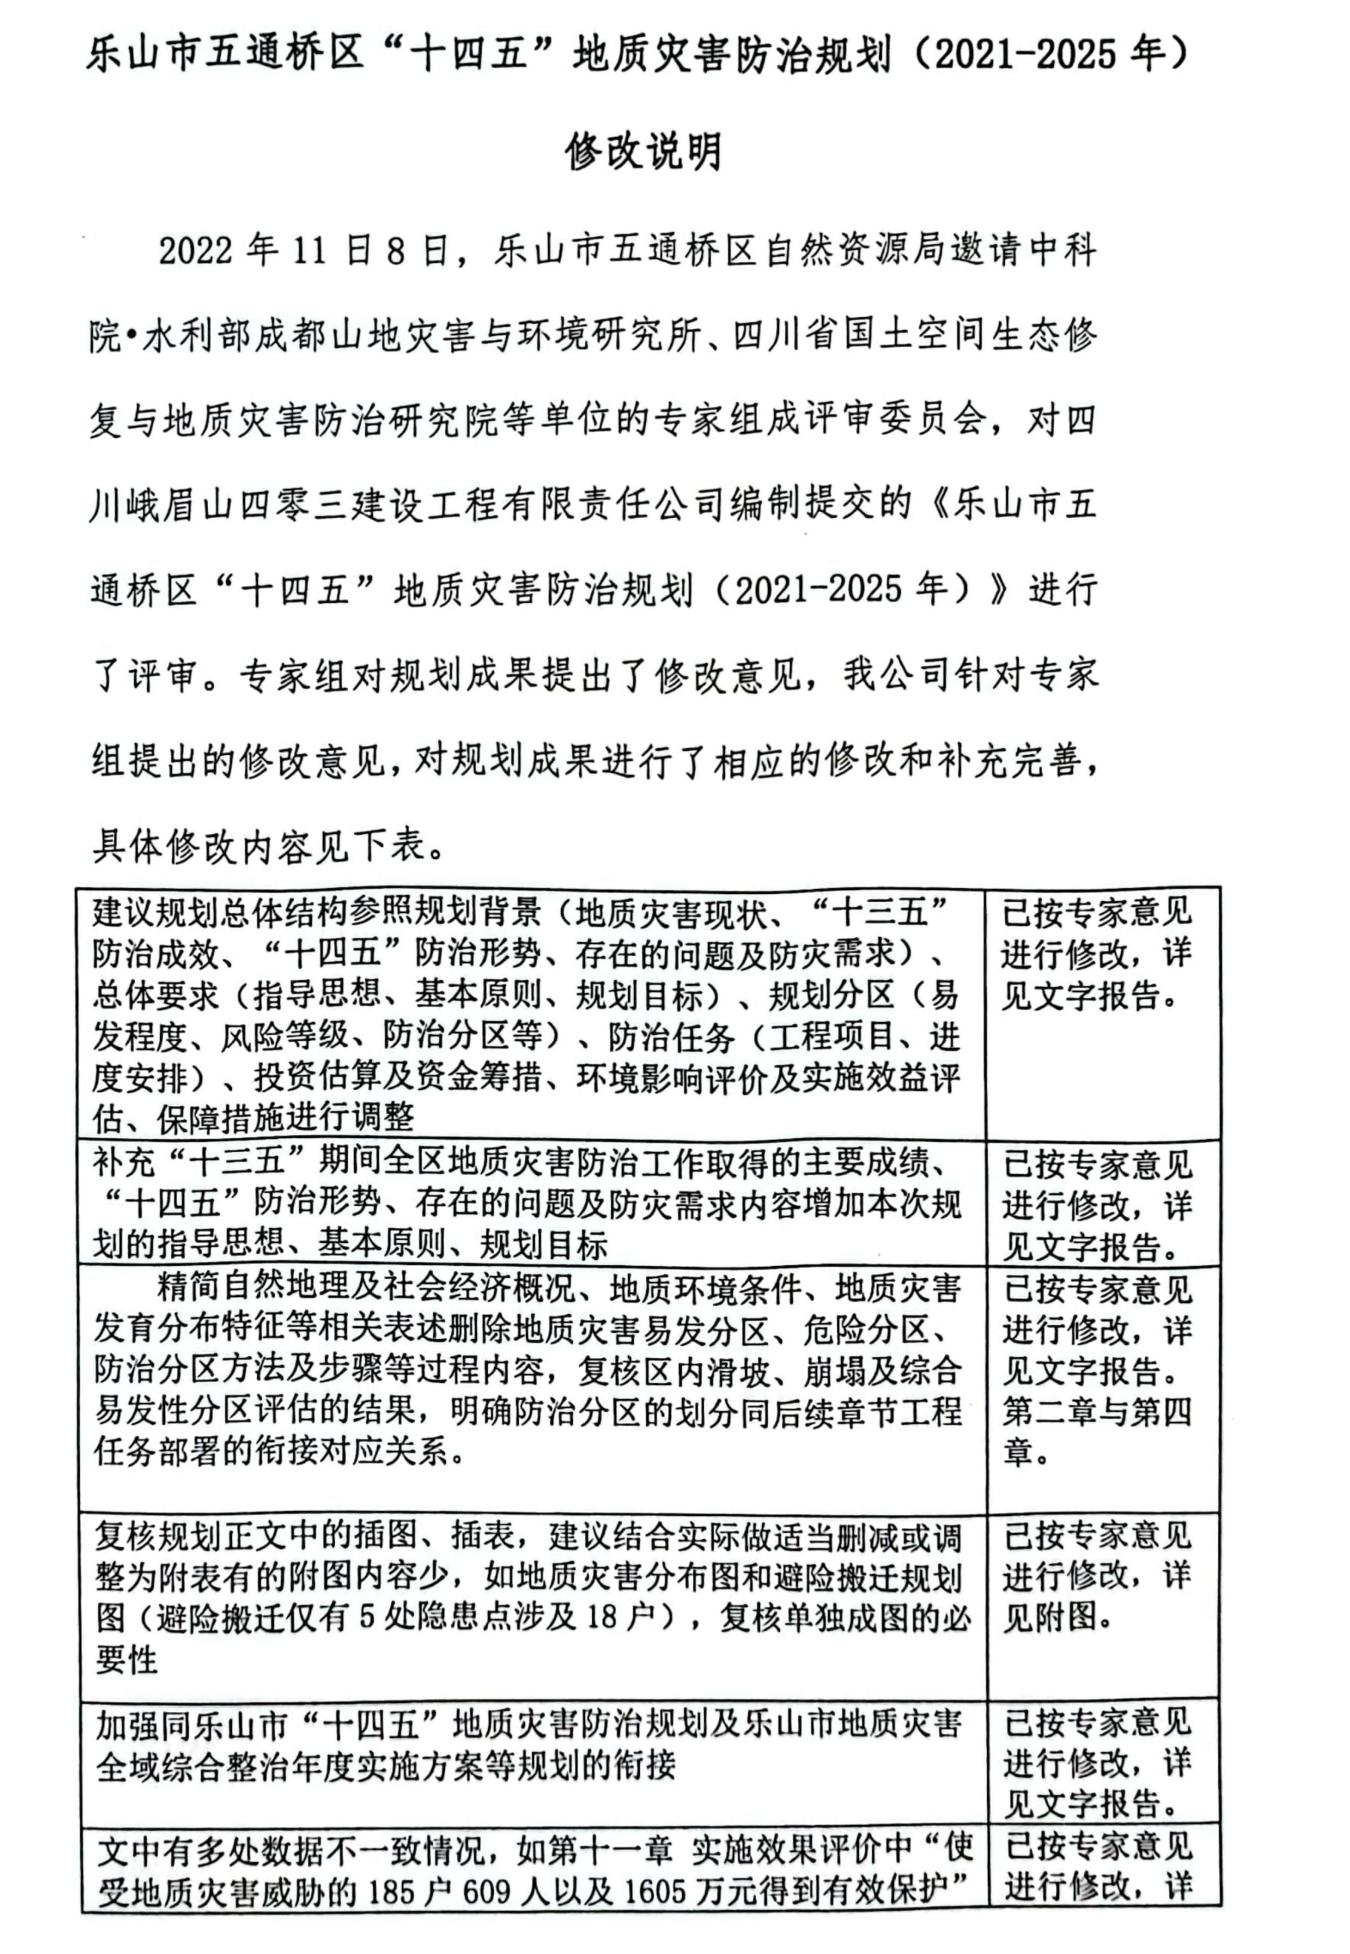 乐山市五通桥区“十四五”地质灾害防治规划（2021-2025 年）
修改说明
2022 年 11 日 8 日，乐山市五通桥区自然资源局邀请中科
院•水利部成都山地灾害与环境研究所、四川省国土空间生态修
复与地质灾害防治研究院等单位的专家组成评审委员会，对四
川峨眉山四零三建设工程有限责任公司编制提交的《乐山市五
通桥区“十四五”地质灾害防治规划（2021-2025 年）》进行
了评审。专家组对规划成果提出了修改意见，我公司针对专家
组提出的修改意见，对规划成果进行了相应的修改和补充完善，
具体修改内容见下表。
建议规划总体结构参照规划背景（地质灾害现状、“十三五”
防治成效、“十四五”防治形势、存在的问题及防灾需求）、
总体要求（指导思想、基本原则、规划目标）、规划分区（易
发程度、风险等级、防治分区等）、防治任务（工程项目、进
度安排）、投资估算及资金筹措、环境影响评价及实施效益评
估、保障措施进行调整
已按专家意见
进行修改，详
见文字报告。
补充“十三五”期间全区地质灾害防治工作取得的主要成绩、
“十四五”防治形势、存在的问题及防灾需求内容增加本次规
划的指导思想、基本原则、规划目标
已按专家意见
进行修改，详
见文字报告。
精简自然地理及社会经济概况、地质环境条件、地质灾害
发育分布特征等相关表述删除地质灾害易发分区、危险分区、
防治分区方法及步骤等过程内容，复核区内滑坡、崩塌及综合
易发性分区评估的结果，明确防治分区的划分同后续章节工程
任务部署的衔接对应关系。
已按专家意见
进行修改，详
见文字报告。
第二章与第四
章。
复核规划正文中的插图、插表，建议结合实际做适当删减或调
整为附表有的附图内容少，如地质灾害分布图和避险搬迁规划
图（避险搬迁仅有 5 处隐患点涉及 18 户），复核单独成图的必
要性
已按专家意见
进行修改，详
见附图。
加强同乐山市“十四五”地质灾害防治规划及乐山市地质灾害
全域综合整治年度实施方案等规划的衔接
已按专家意见
进行修改，详
见文字报告。
文中有多处数据不一致情况，如第十一章 实施效果评价中“使
受地质灾害威胁的 185 户 609 人以及 1605 万元得到有效保护”
已按专家意见
进行修改，详